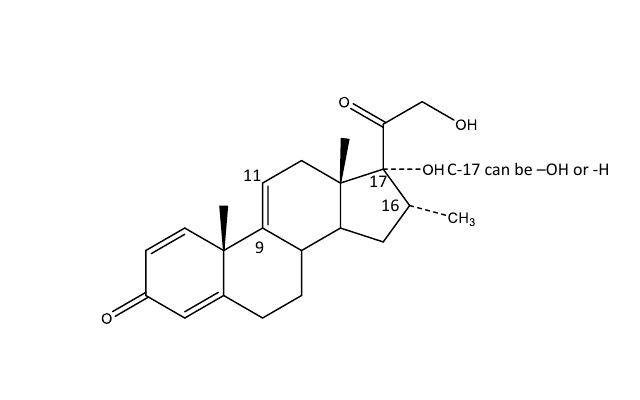 O
OH
11
17
OH C-17 can be –OH or -H
16
CH3
9
O